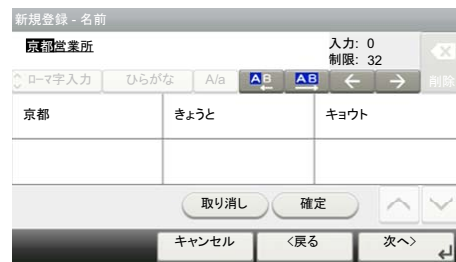 新規登録 - 名前
京都営業所
入力: 0
制限: 32
ローマ字入力 ひらがな A/a AB AB ← → 削除
京都 きょうと キョウト
取り消し 確定
キャンセル <戻る 次へ>